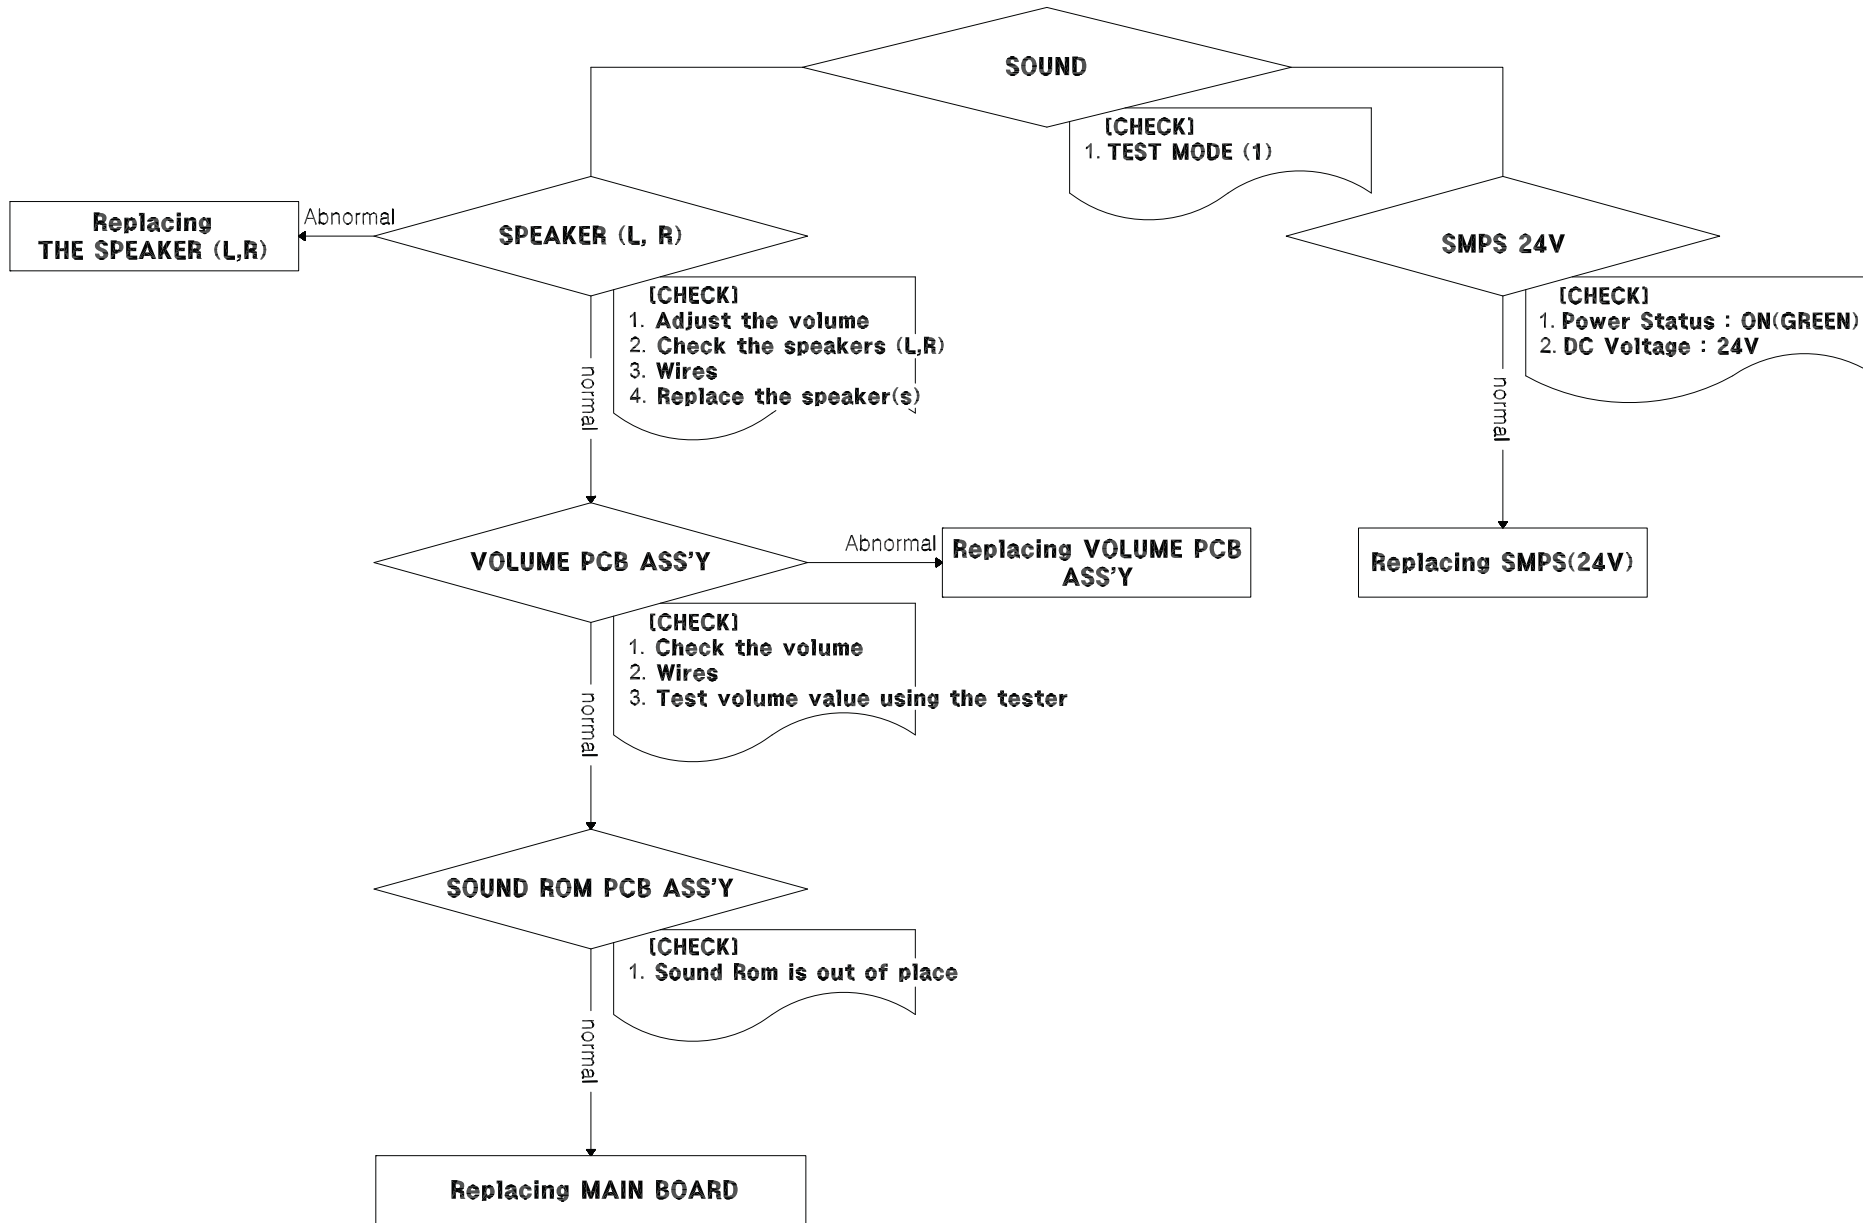 SOUND
[CHECK]
1. TEST MODE (1)
Replacing
THE SPEAKER (L,R)
Abnormal
SPEAKER (L, R)
[CHECK]
1. Adjust the volume
2. Check the speakers (L,R)
3. Wires
4. Replace the speaker(s)
normal
SMPS 24V
[CHECK]
1. Power Status : ON(GREEN)
2. DC Voltage : 24V
normal
VOLUME PCB ASS'Y
Abnormal
Replacing VOLUME PCB
ASS'Y
Replacing SMPS(24V)
[CHECK]
1. Check the volume
2. Wires
3. Test volume value using the tester
normal
SOUND ROM PCB ASS'Y
[CHECK]
1. Sound Rom is out of place
normal
Replacing MAIN BOARD